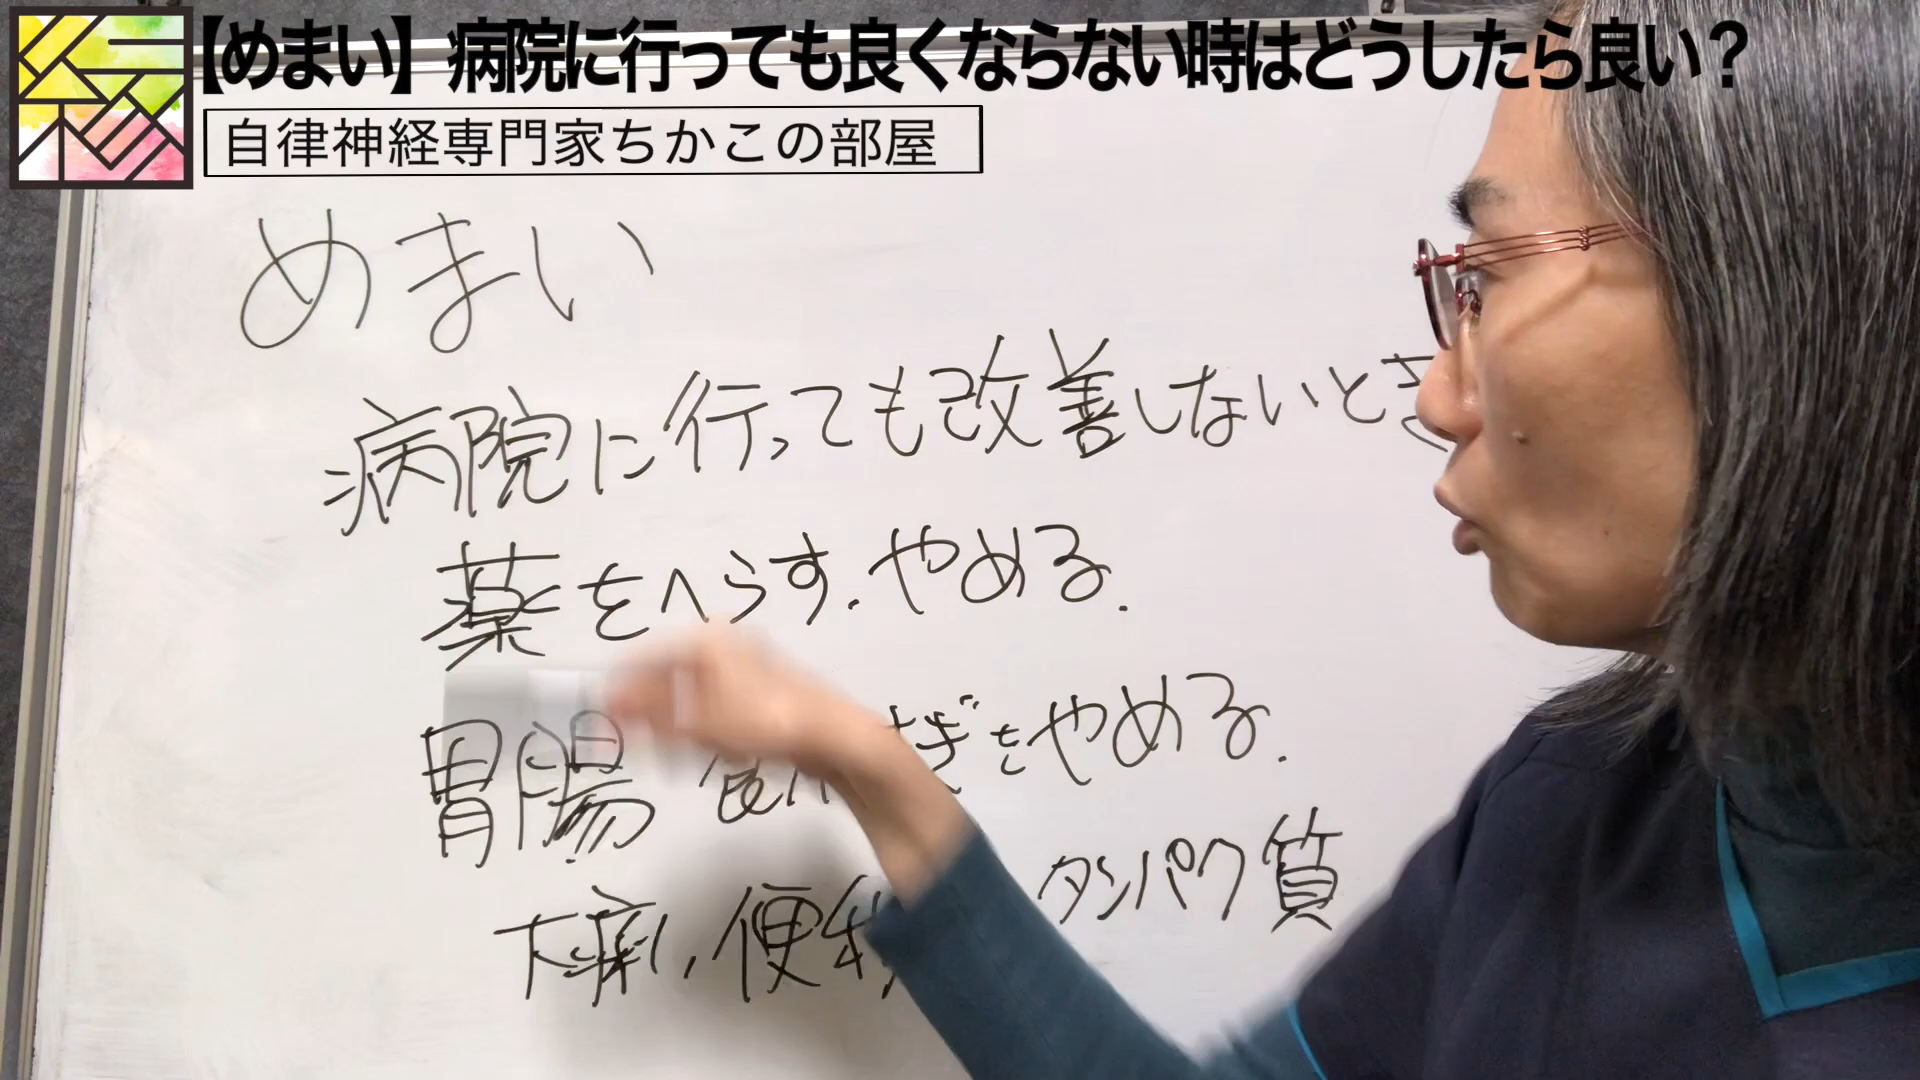 【めまい】病院に行っても良くならない時はどうしたら良い？
自律神経専門家ちかこの部屋
めまい
病院に行っても改善しないとき
薬をへらす.やめる.
胃腸 食べすぎをやめる.
下痢,便秘 タンパク質